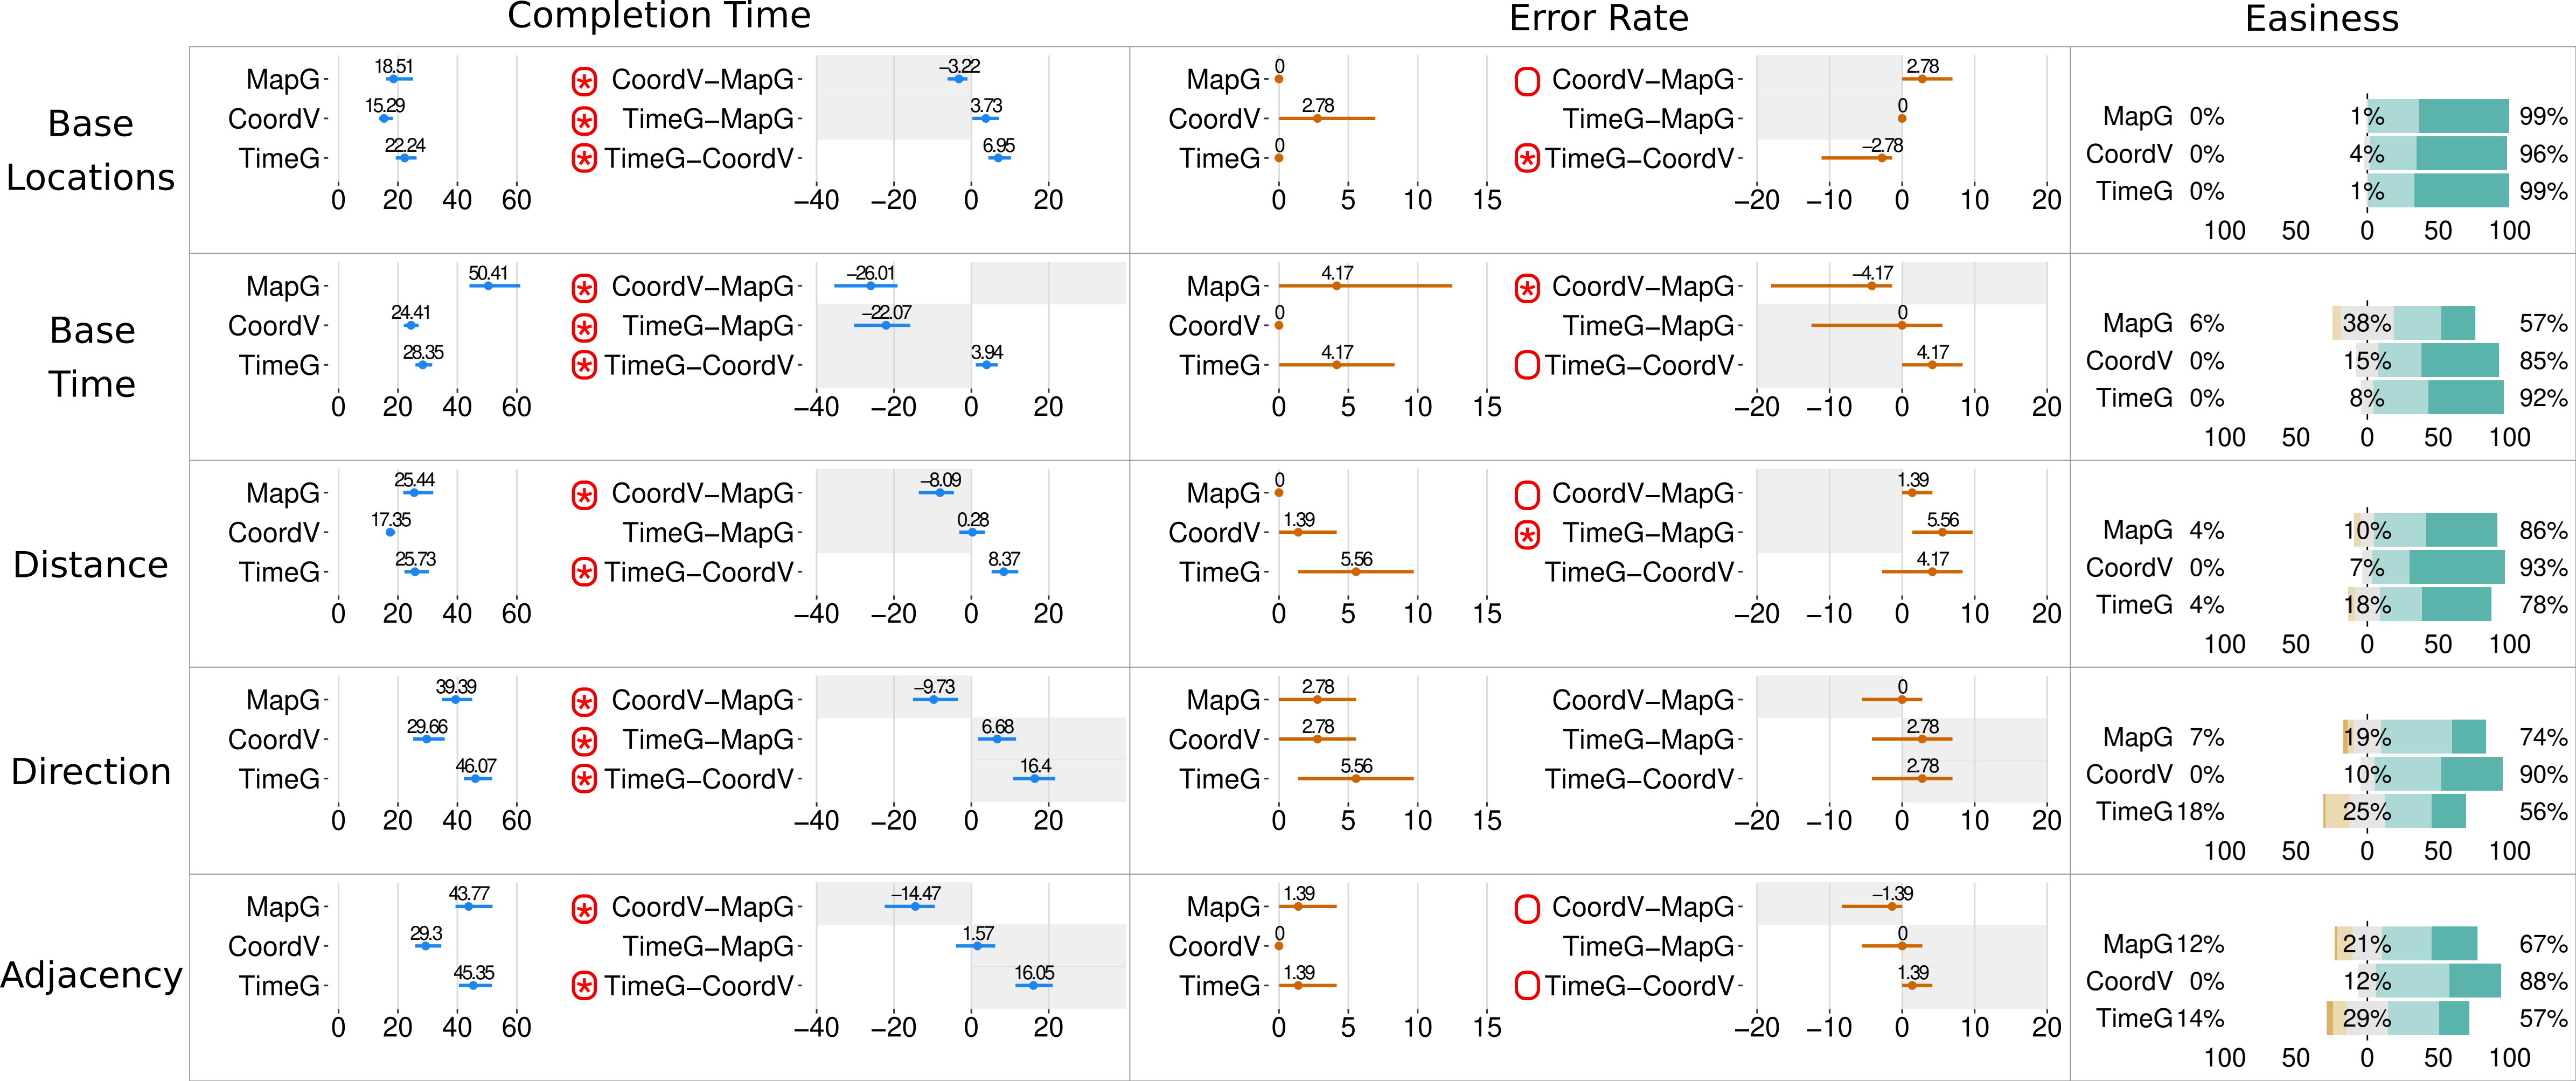 Completion Time
Error Rate
Easiness
Base
Locations
MapG
18.51
CoordV
15.29
TimeG
22.24
0 20 40 60
* CoordV−MapG
−3.22
* TimeG−MapG
3.73
* TimeG−CoordV
6.95
−40 −20 0 20
MapG
0
CoordV
2.78
TimeG
0
0 5 10 15
CoordV−MapG
2.78
TimeG−MapG
0
* TimeG−CoordV
−2.78
−20 −10 0 10 20
MapG 0% 1% 99%
CoordV 0% 4% 96%
TimeG 0% 1% 99%
100 50 0 50 100
Base
Time
MapG
50.41
CoordV
24.41
TimeG
28.35
0 20 40 60
* CoordV−MapG
−26.01
* TimeG−MapG
−22.07
* TimeG−CoordV
3.94
−40 −20 0 20
MapG
4.17
CoordV
0
TimeG
4.17
0 5 10 15
* CoordV−MapG
−4.17
TimeG−MapG
0
TimeG−CoordV
4.17
−20 −10 0 10 20
MapG 6% 38% 57%
CoordV 0% 15% 85%
TimeG 0% 8% 92%
100 50 0 50 100
Distance
MapG
25.44
CoordV
17.35
TimeG
25.73
0 20 40 60
* CoordV−MapG
−8.09
TimeG−MapG
0.28
* TimeG−CoordV
8.37
−40 −20 0 20
MapG
0
CoordV
1.39
TimeG
5.56
0 5 10 15
CoordV−MapG
1.39
* TimeG−MapG
5.56
TimeG−CoordV
4.17
−20 −10 0 10 20
MapG 4% 10% 86%
CoordV 0% 7% 93%
TimeG 4% 18% 78%
100 50 0 50 100
Direction
MapG
39.39
CoordV
29.66
TimeG
46.07
0 20 40 60
* CoordV−MapG
−9.73
* TimeG−MapG
6.68
* TimeG−CoordV
16.4
−40 −20 0 20
MapG
2.78
CoordV
2.78
TimeG
5.56
0 5 10 15
CoordV−MapG
0
TimeG−MapG
2.78
TimeG−CoordV
2.78
−20 −10 0 10 20
MapG 7% 19% 74%
CoordV 0% 10% 90%
TimeG 18% 25% 56%
100 50 0 50 100
Adjacency
MapG
43.77
CoordV
29.3
TimeG
45.35
0 20 40 60
* CoordV−MapG
−14.47
TimeG−MapG
1.57
* TimeG−CoordV
16.05
−40 −20 0 20
MapG
1.39
CoordV
0
TimeG
1.39
0 5 10 15
CoordV−MapG
−1.39
TimeG−MapG
0
TimeG−CoordV
1.39
−20 −10 0 10 20
MapG 12% 21% 67%
CoordV 0% 12% 88%
TimeG 14% 29% 57%
100 50 0 50 100